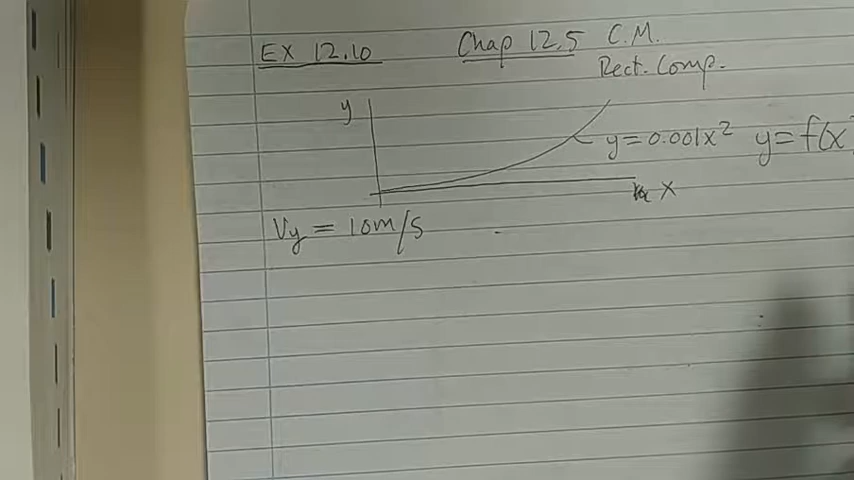 EX 12.10 Chap 12.5 C.M.
Rect. Comp.
y
y=0.001x² y=f(x
x
Vy = 10m/s